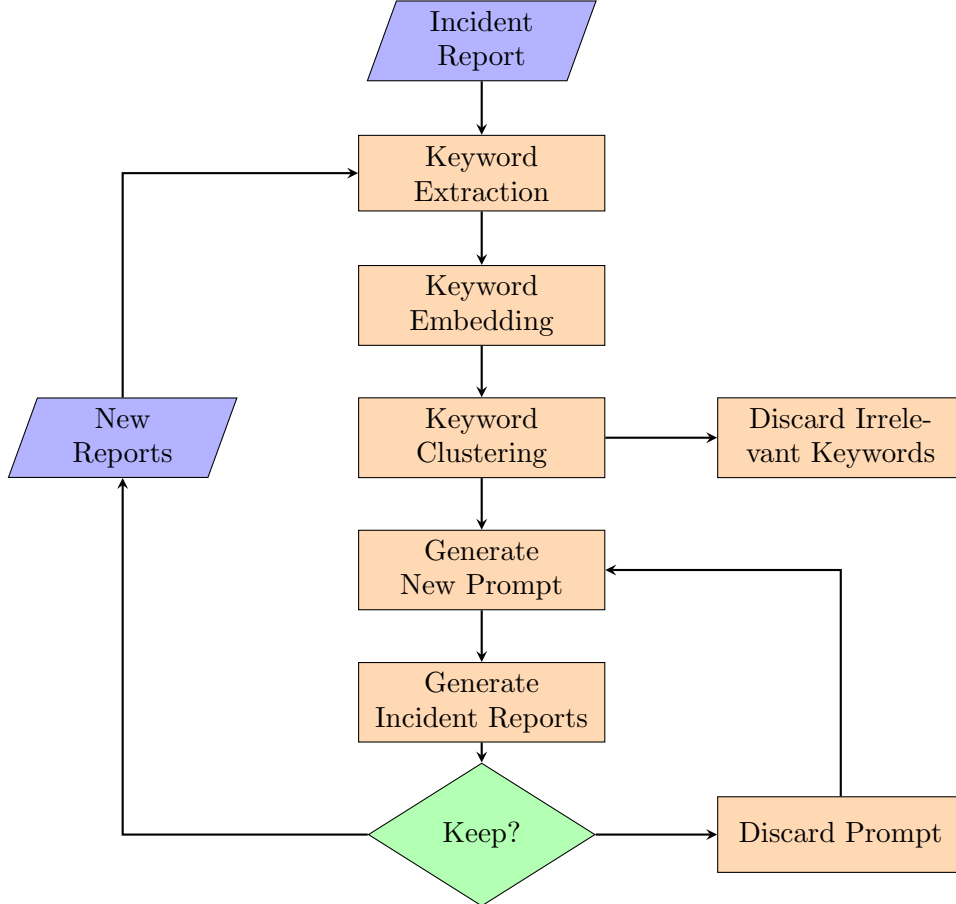 Incident
Report
Keyword
Extraction
Keyword
Embedding
New
Reports
Keyword
Clustering
Discard Irrele-
vant Keywords
Generate
New Prompt
Generate
Incident Reports
Keep?
Discard Prompt